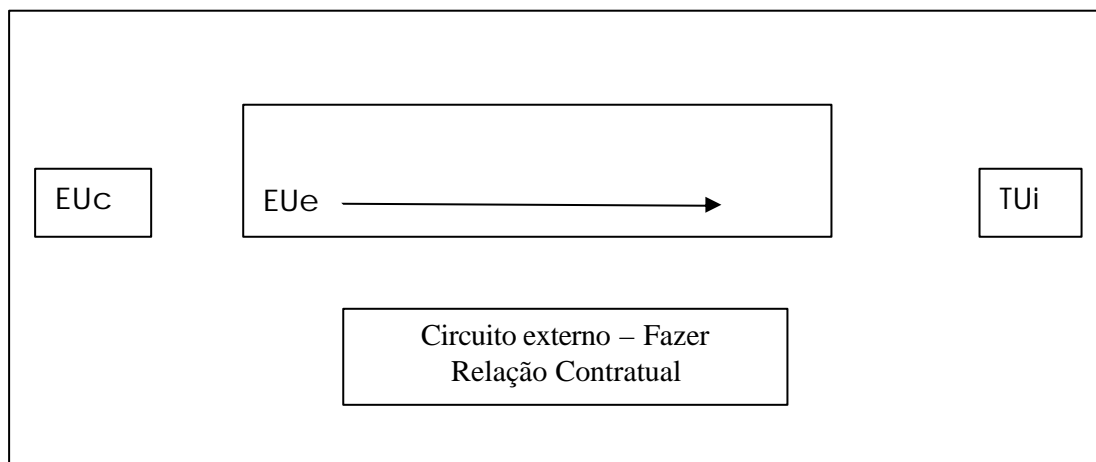 EUc
EUe
TUi
Circuito externo – Fazer
Relação Contratual